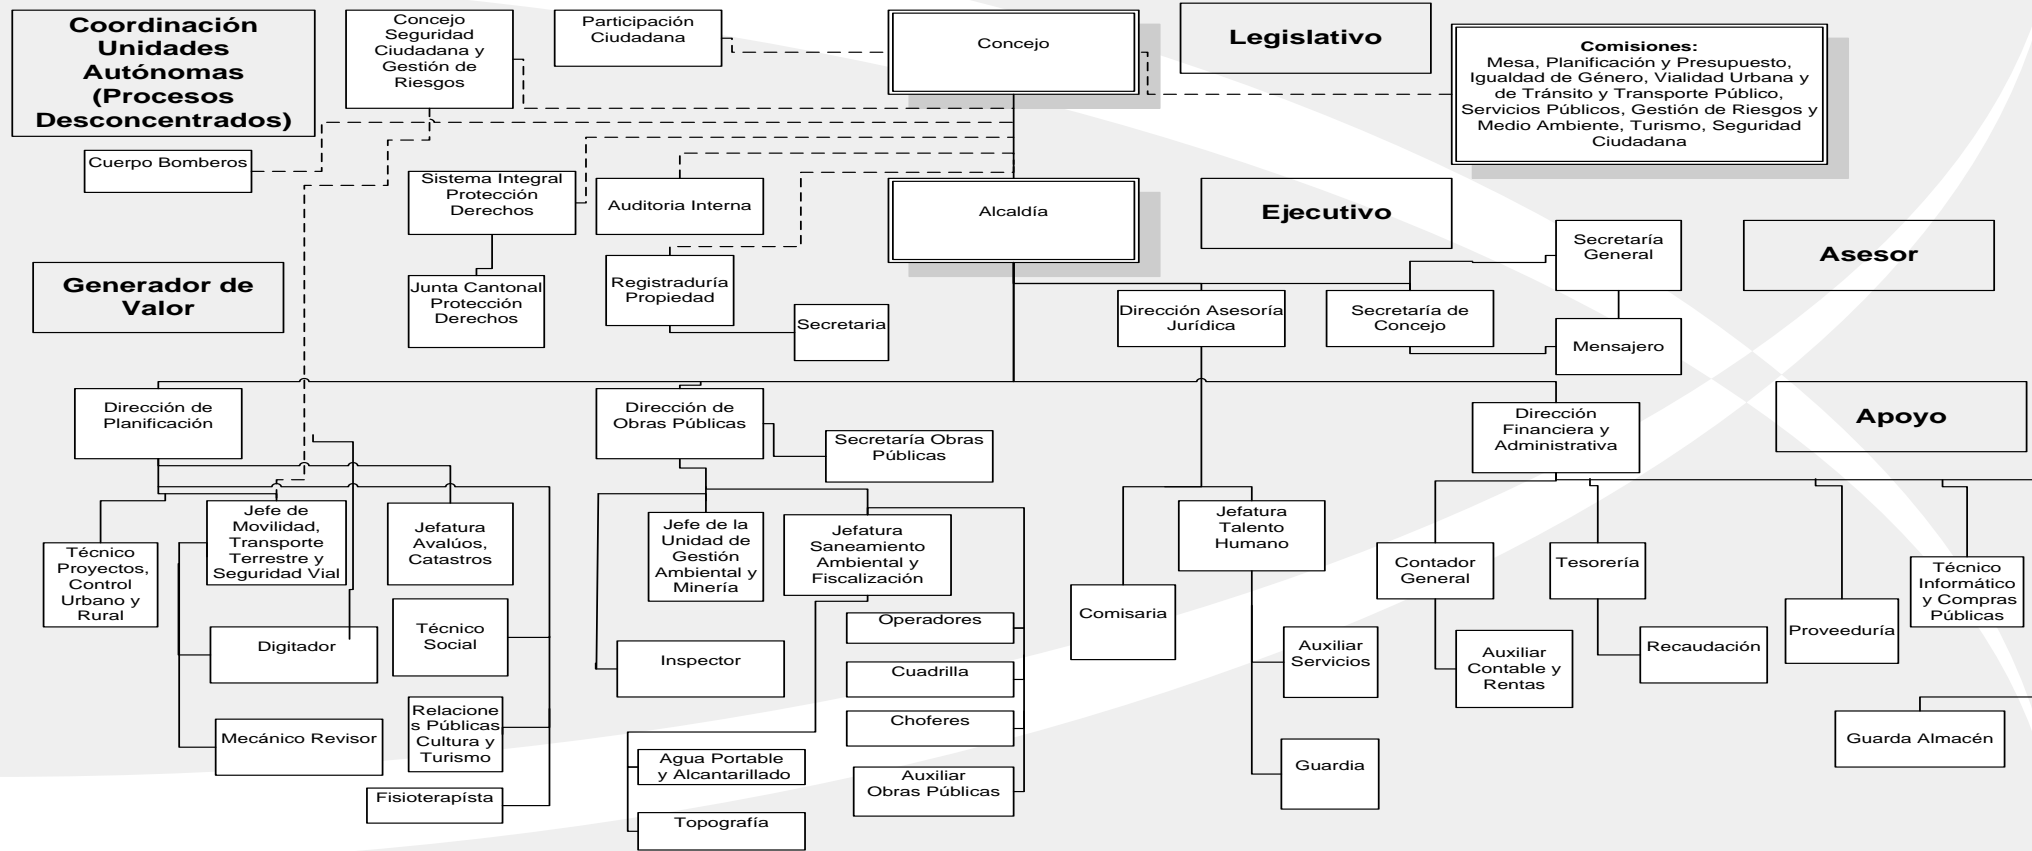 Coordinación
Unidades
Autónomas
(Procesos
Desconcentrados)
Concejo
Seguridad
Ciudadana y
Gestión de
Riesgos
Participación
Ciudadana
Concejo
Legislativo
Comisiones:
Mesa, Planificación y Presupuesto,
Igualdad de Género, Vialidad Urbana y
de Tránsito y Transporte Público,
Servicios Públicos, Gestión de Riesgos y
Medio Ambiente, Turismo, Seguridad
Ciudadana
Cuerpo Bomberos
Sistema Integral
Protección
Derechos
Auditoria Interna
Alcaldía
Ejecutivo
Secretaría
General
Asesor
Generador de
Valor
Junta Cantonal
Protección
Derechos
Registraduría
Propiedad
Secretaria
Dirección Asesoría
Jurídica
Secretaría de
Concejo
Mensajero
Dirección de
Planificación
Dirección de
Obras Públicas
Secretaría Obras
Públicas
Dirección
Financiera y
Administrativa
Apoyo
Técnico
Proyectos,
Control
Urbano y
Rural
Jefe de
Movilidad,
Transporte
Terrestre y
Seguridad Vial
Jefatura
Avalúos,
Catastros
Jefe de la
Unidad de
Gestión
Ambiental y
Minería
Jefatura
Saneamiento
Ambiental y
Fiscalización
Jefatura
Talento
Humano
Contador
General
Tesorería
Técnico
Informático
y Compras
Públicas
Comisaria
Operadores
Digitador
Técnico
Social
Inspector
Cuadrilla
Auxiliar
Servicios
Auxiliar
Contable y
Rentas
Recaudación
Proveeduría
Mecánico Revisor
Relacione
s Públicas
Cultura y
Turismo
Choferes
Guarda Almacén
Agua Portable
y Alcantarillado
Auxiliar
Obras Públicas
Guardia
Fisioterapísta
Topografía